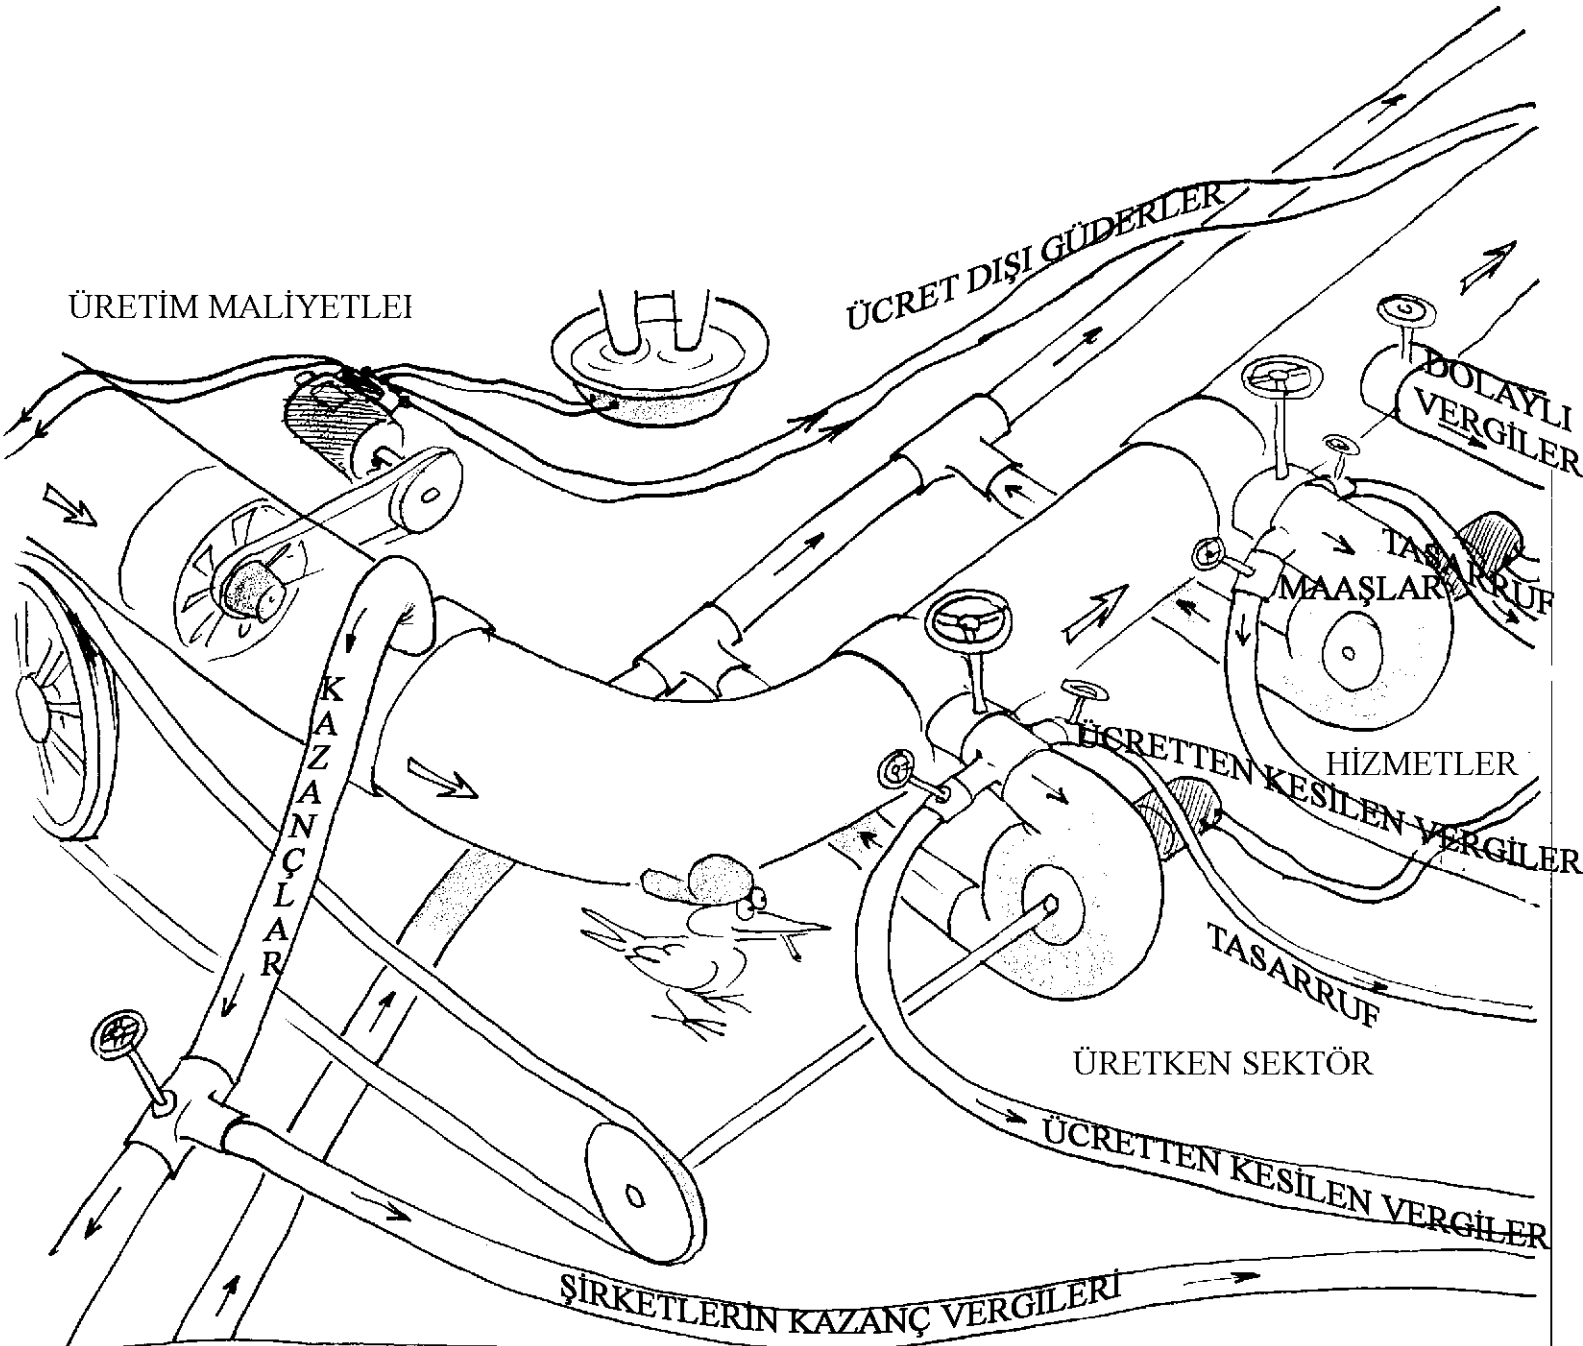 ÜCRET DIŞI GÜDERLER
ÜRETİM MALİYETLEI
DOLAYLI
VERGİLER
TASARRUF
MAAŞLAR
KAZANÇLAR
ÜCRETTEN KESİLEN VERGİLER
HİZMETLER
TASARRUF
ÜRETKEN SEKTÖR
ÜCRETTEN KESİLEN VERGİLER
ŞİRKETLERİN KAZANÇ VERGİLERİ